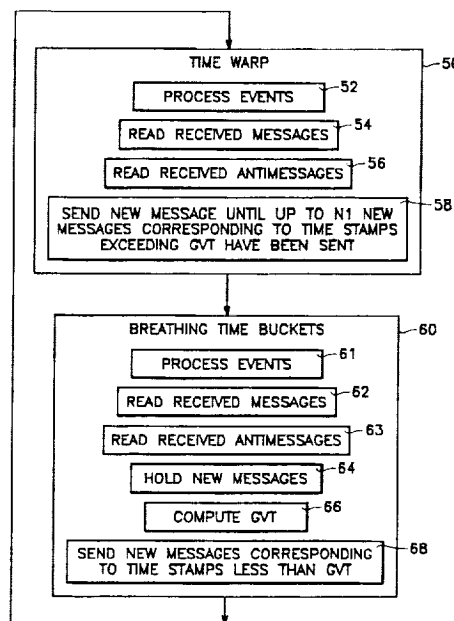 TIME WARP
56
PROCESS EVENTS
52
READ RECEIVED MESSAGES
54
READ RECEIVED ANTIMESSAGES
56
SEND NEW MESSAGE UNTIL UP TO N1 NEW
MESSAGES CORRESPONDING TO TIME STAMPS
EXCEEDING GVT HAVE BEEN SENT
58
BREATHING TIME BUCKETS
60
PROCESS EVENTS
61
READ RECEIVED MESSAGES
62
READ RECEIVED ANTIMESSAGES
63
HOLD NEW MESSAGES
64
COMPUTE GVT
66
SEND NEW MESSAGES CORRESPONDING
TO TIME STAMPS LESS THAN GVT
68